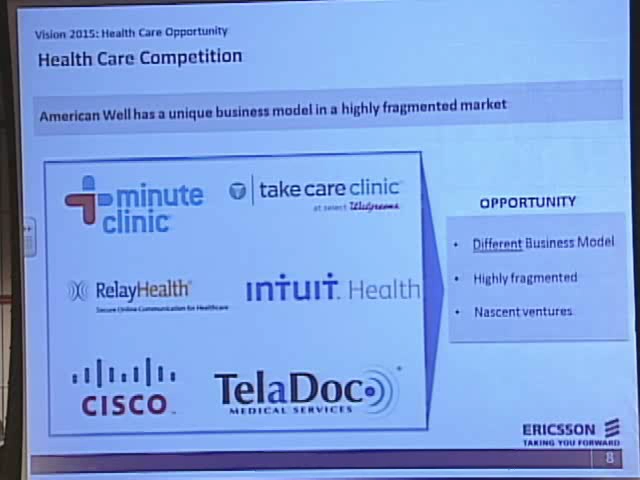 Vision 2015: Health Care Opportunity
Health Care Competition
American Well has a unique business model in a highly fragmented market
minute
clinic
take care clinic
at select Walgreens
RelayHealth
Secure Online Communication for Healthcare
INTUIT. Health
CISCO
TelaDoc
MEDICAL SERVICES
OPPORTUNITY
• Different Business Model
• Highly fragmented
• Nascent ventures
ERICSSON
TAKING YOU FORWARD
8